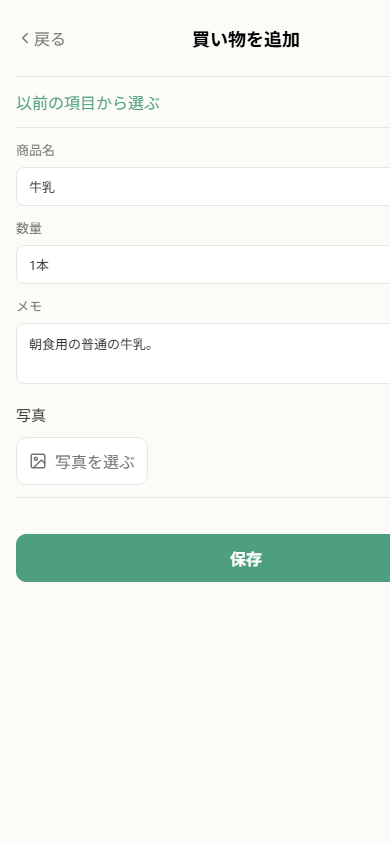 戻る
買い物を追加
以前の項目から選ぶ
商品名
牛乳
数量
1本
メモ
朝食用の普通の牛乳。
写真
写真を選ぶ
保存